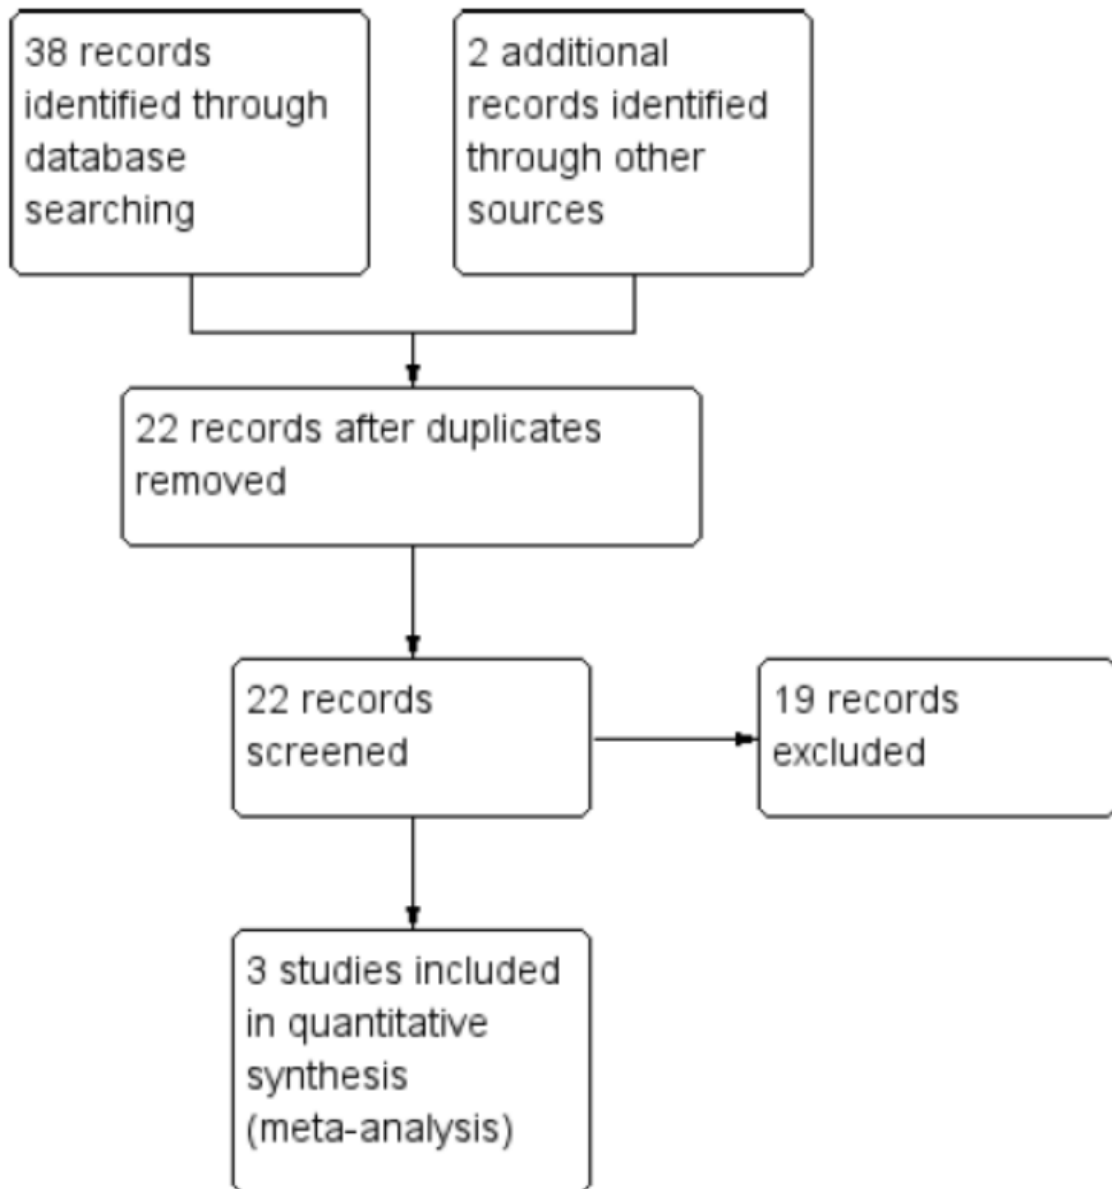 38 records
identified through
database
searching
2 additional
records identified
through other
sources
22 records after duplicates
removed
22 records
screened
19 records
excluded
3 studies included
in quantitative
synthesis
(meta-analysis)